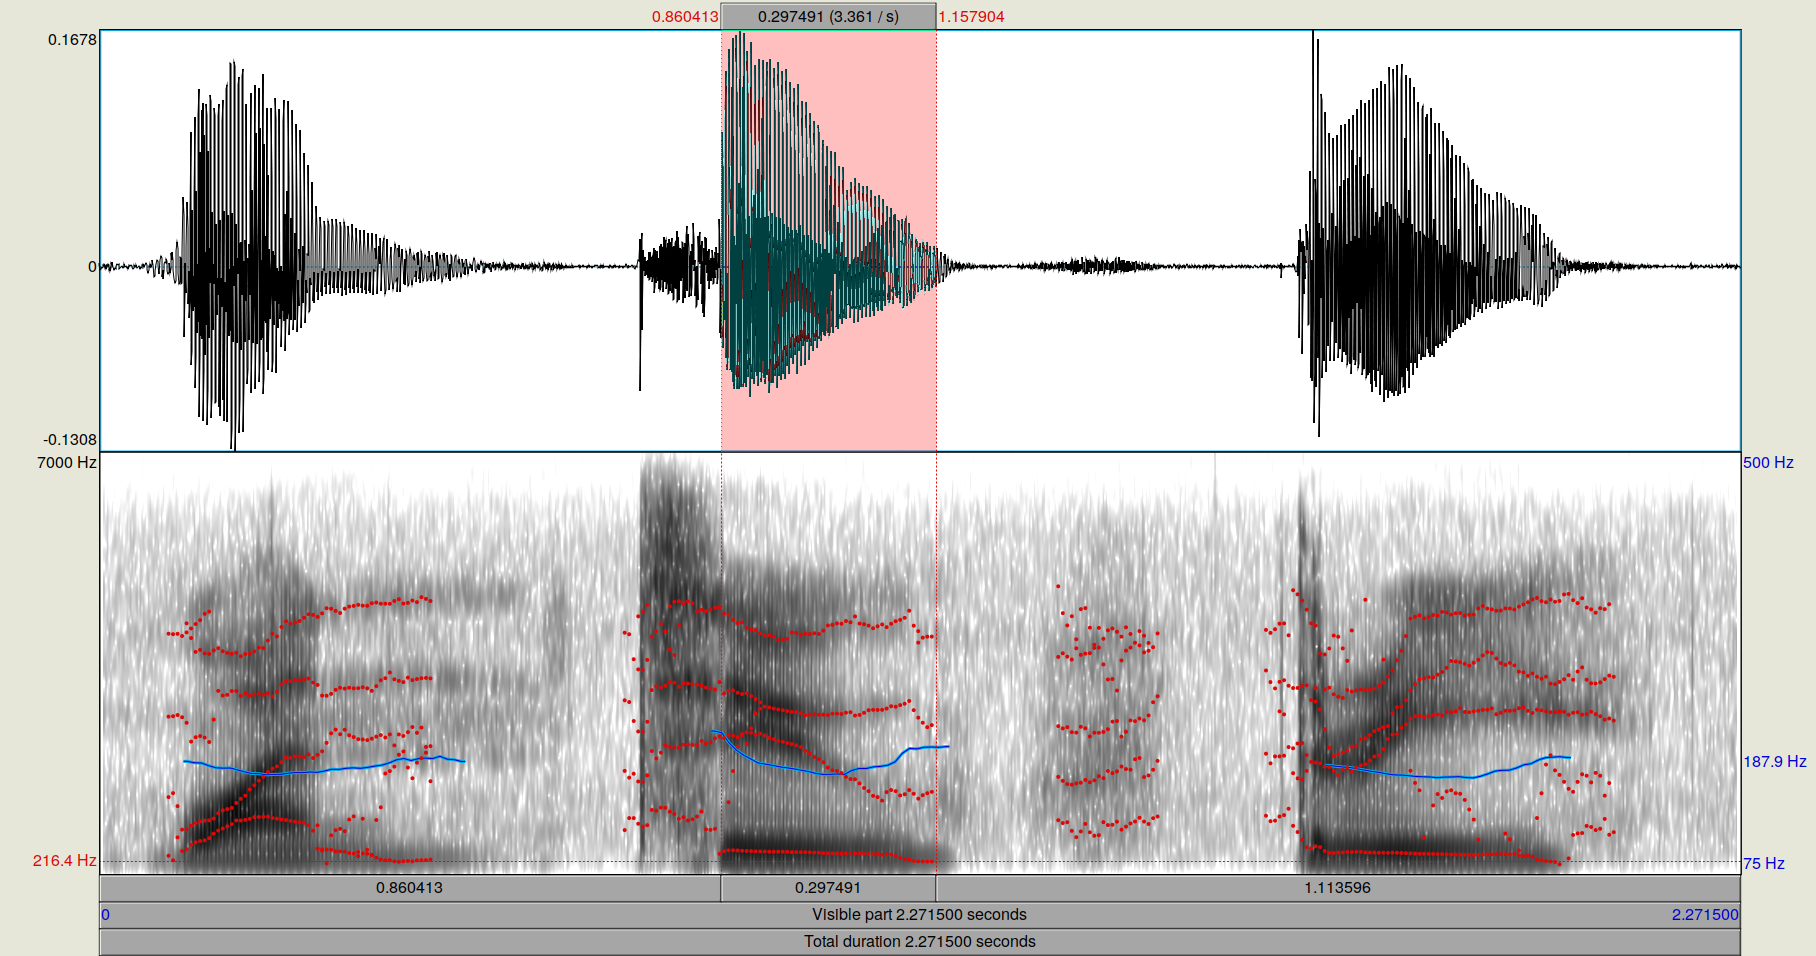 0.860413 0.297491 (3.361 / s) 1.157904
0.1678
0
-0.1308
7000 Hz 500 Hz
187.9 Hz
216.4 Hz 75 Hz
0.860413 0.297491 1.113596
0 Visible part 2.271500 seconds 2.271500
Total duration 2.271500 seconds